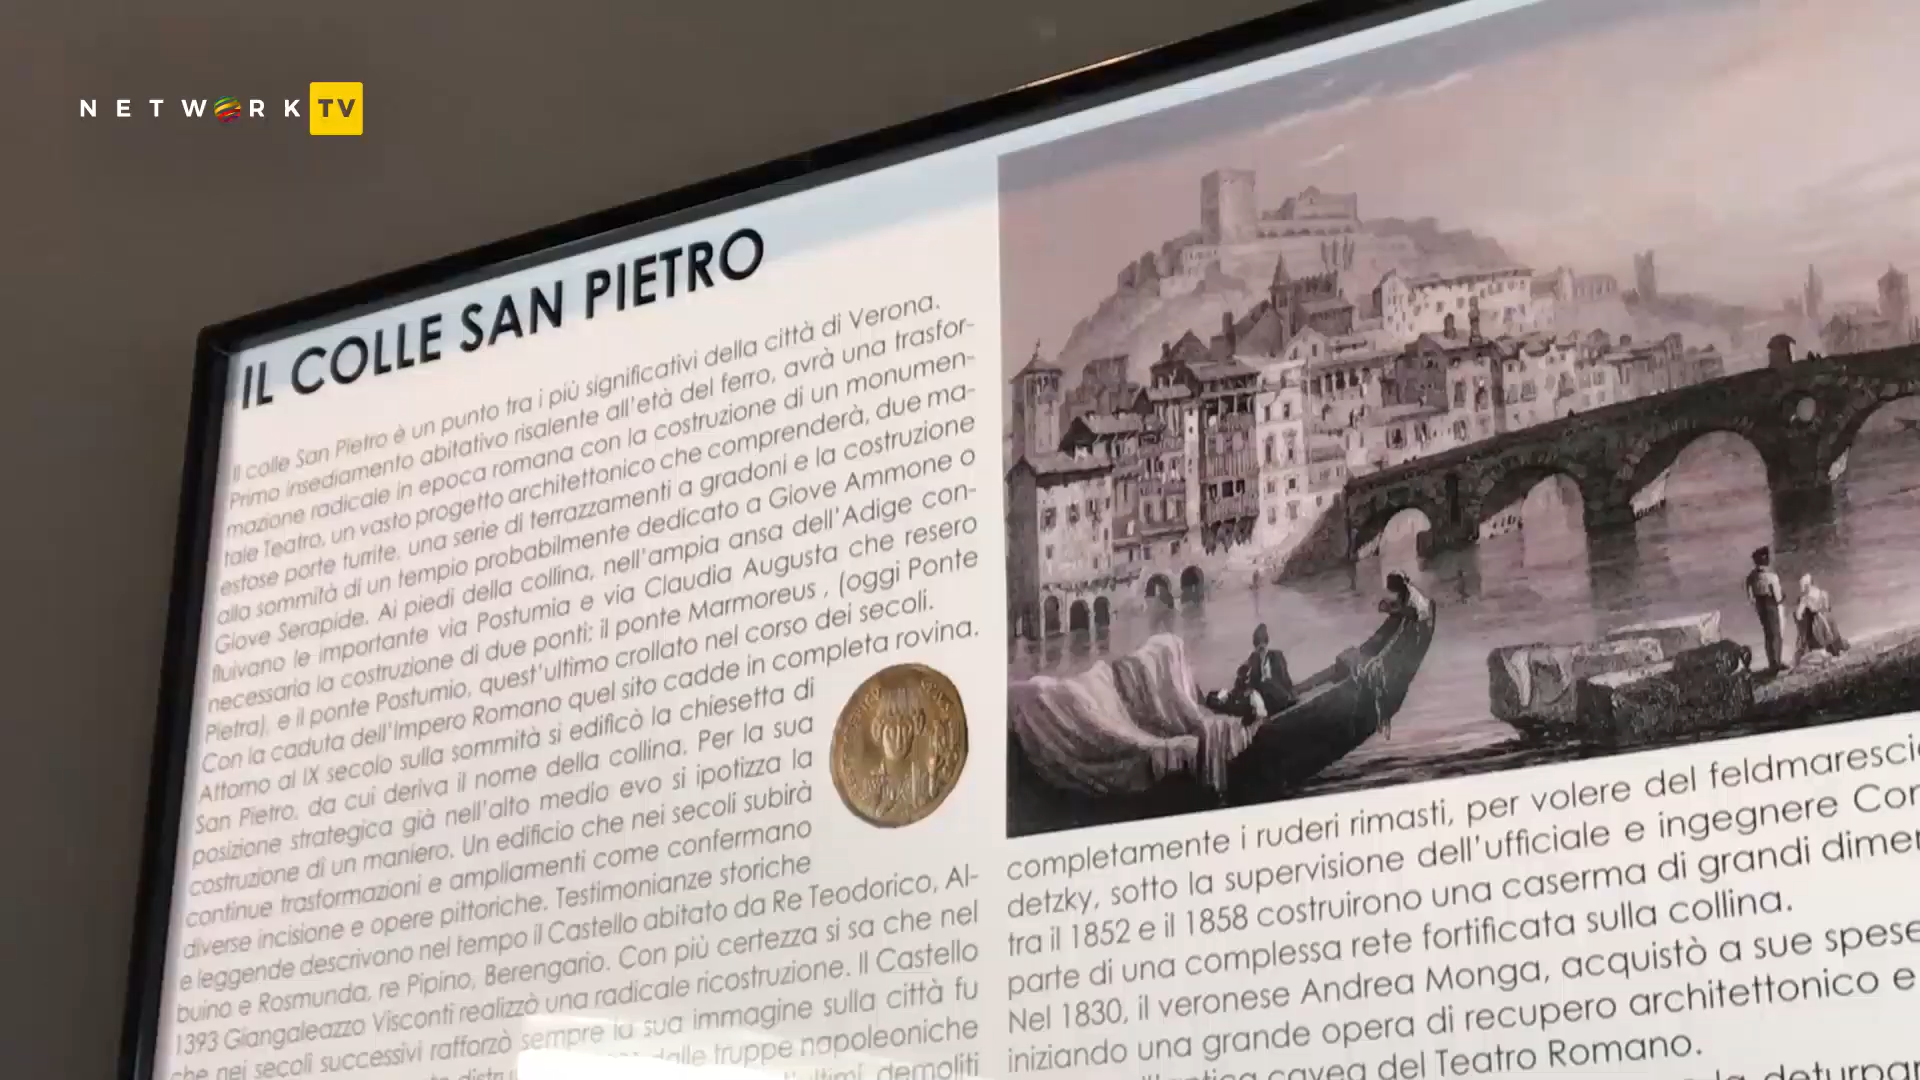 NETWORK TV
IL COLLE SAN PIETRO
Il colle San Pietro è un punto tra i più significativi della città di Verona.
Primo insediamento abitativo risalente all'età del ferro, avrà una trasfor-
mazione radicale in epoca romana con la costruzione di un monumen-
tale Teatro, un vasto progetto architettonico che comprenderà, due ma-
estose porte turrite, una serie di terrazzamenti a gradoni e la costruzione
alla sommità di un tempio probabilmente dedicato a Giove Ammone o
Giove Serapide. Ai piedi della collina, nell'ampia ansa dell'Adige con-
fluivano le importante via Postumia e via Claudia Augusta che resero
necessaria la costruzione di due ponti: il ponte Marmoreus , (oggi Ponte
Pietra), e il ponte Postumio, quest'ultimo crollato nel corso dei secoli.
Con la caduta dell'Impero Romano quel sito cadde in completa rovina.
Attorno al IX secolo sulla sommità si edificò la chiesetta di
San Pietro, da cui deriva il nome della collina. Per la sua
posizione strategica già nell'alto medio evo si ipotizza la
costruzione di un maniero. Un edificio che nei secoli subirà
continue trasformazioni e ampliamenti come confermano
diverse incisione e opere pittoriche. Testimonianze storiche
e leggende descrivono nel tempo il Castello abitato da Re Teodorico, Al-
buino e Rosmunda, re Pipino, Berengario. Con più certezza si sa che nel
1393 Giangaleazzo Visconti realizzò una radicale ricostruzione. Il Castello
che nei secoli successivi rafforzò sempre la sua immagine sulla città fu
dalle truppe napoleoniche
ultimi demoliti
completamente i ruderi rimasti, per volere del feldmarescia
detzky, sotto la supervisione dell'ufficiale e ingegnere Con
tra il 1852 e il 1858 costruirono una caserma di grandi dimen
parte di una complessa rete fortificata sulla collina.
Nel 1830, il veronese Andrea Monga, acquistò a sue spese
iniziando una grande opera di recupero architettonico e
cavea del Teatro Romano.
deturpar